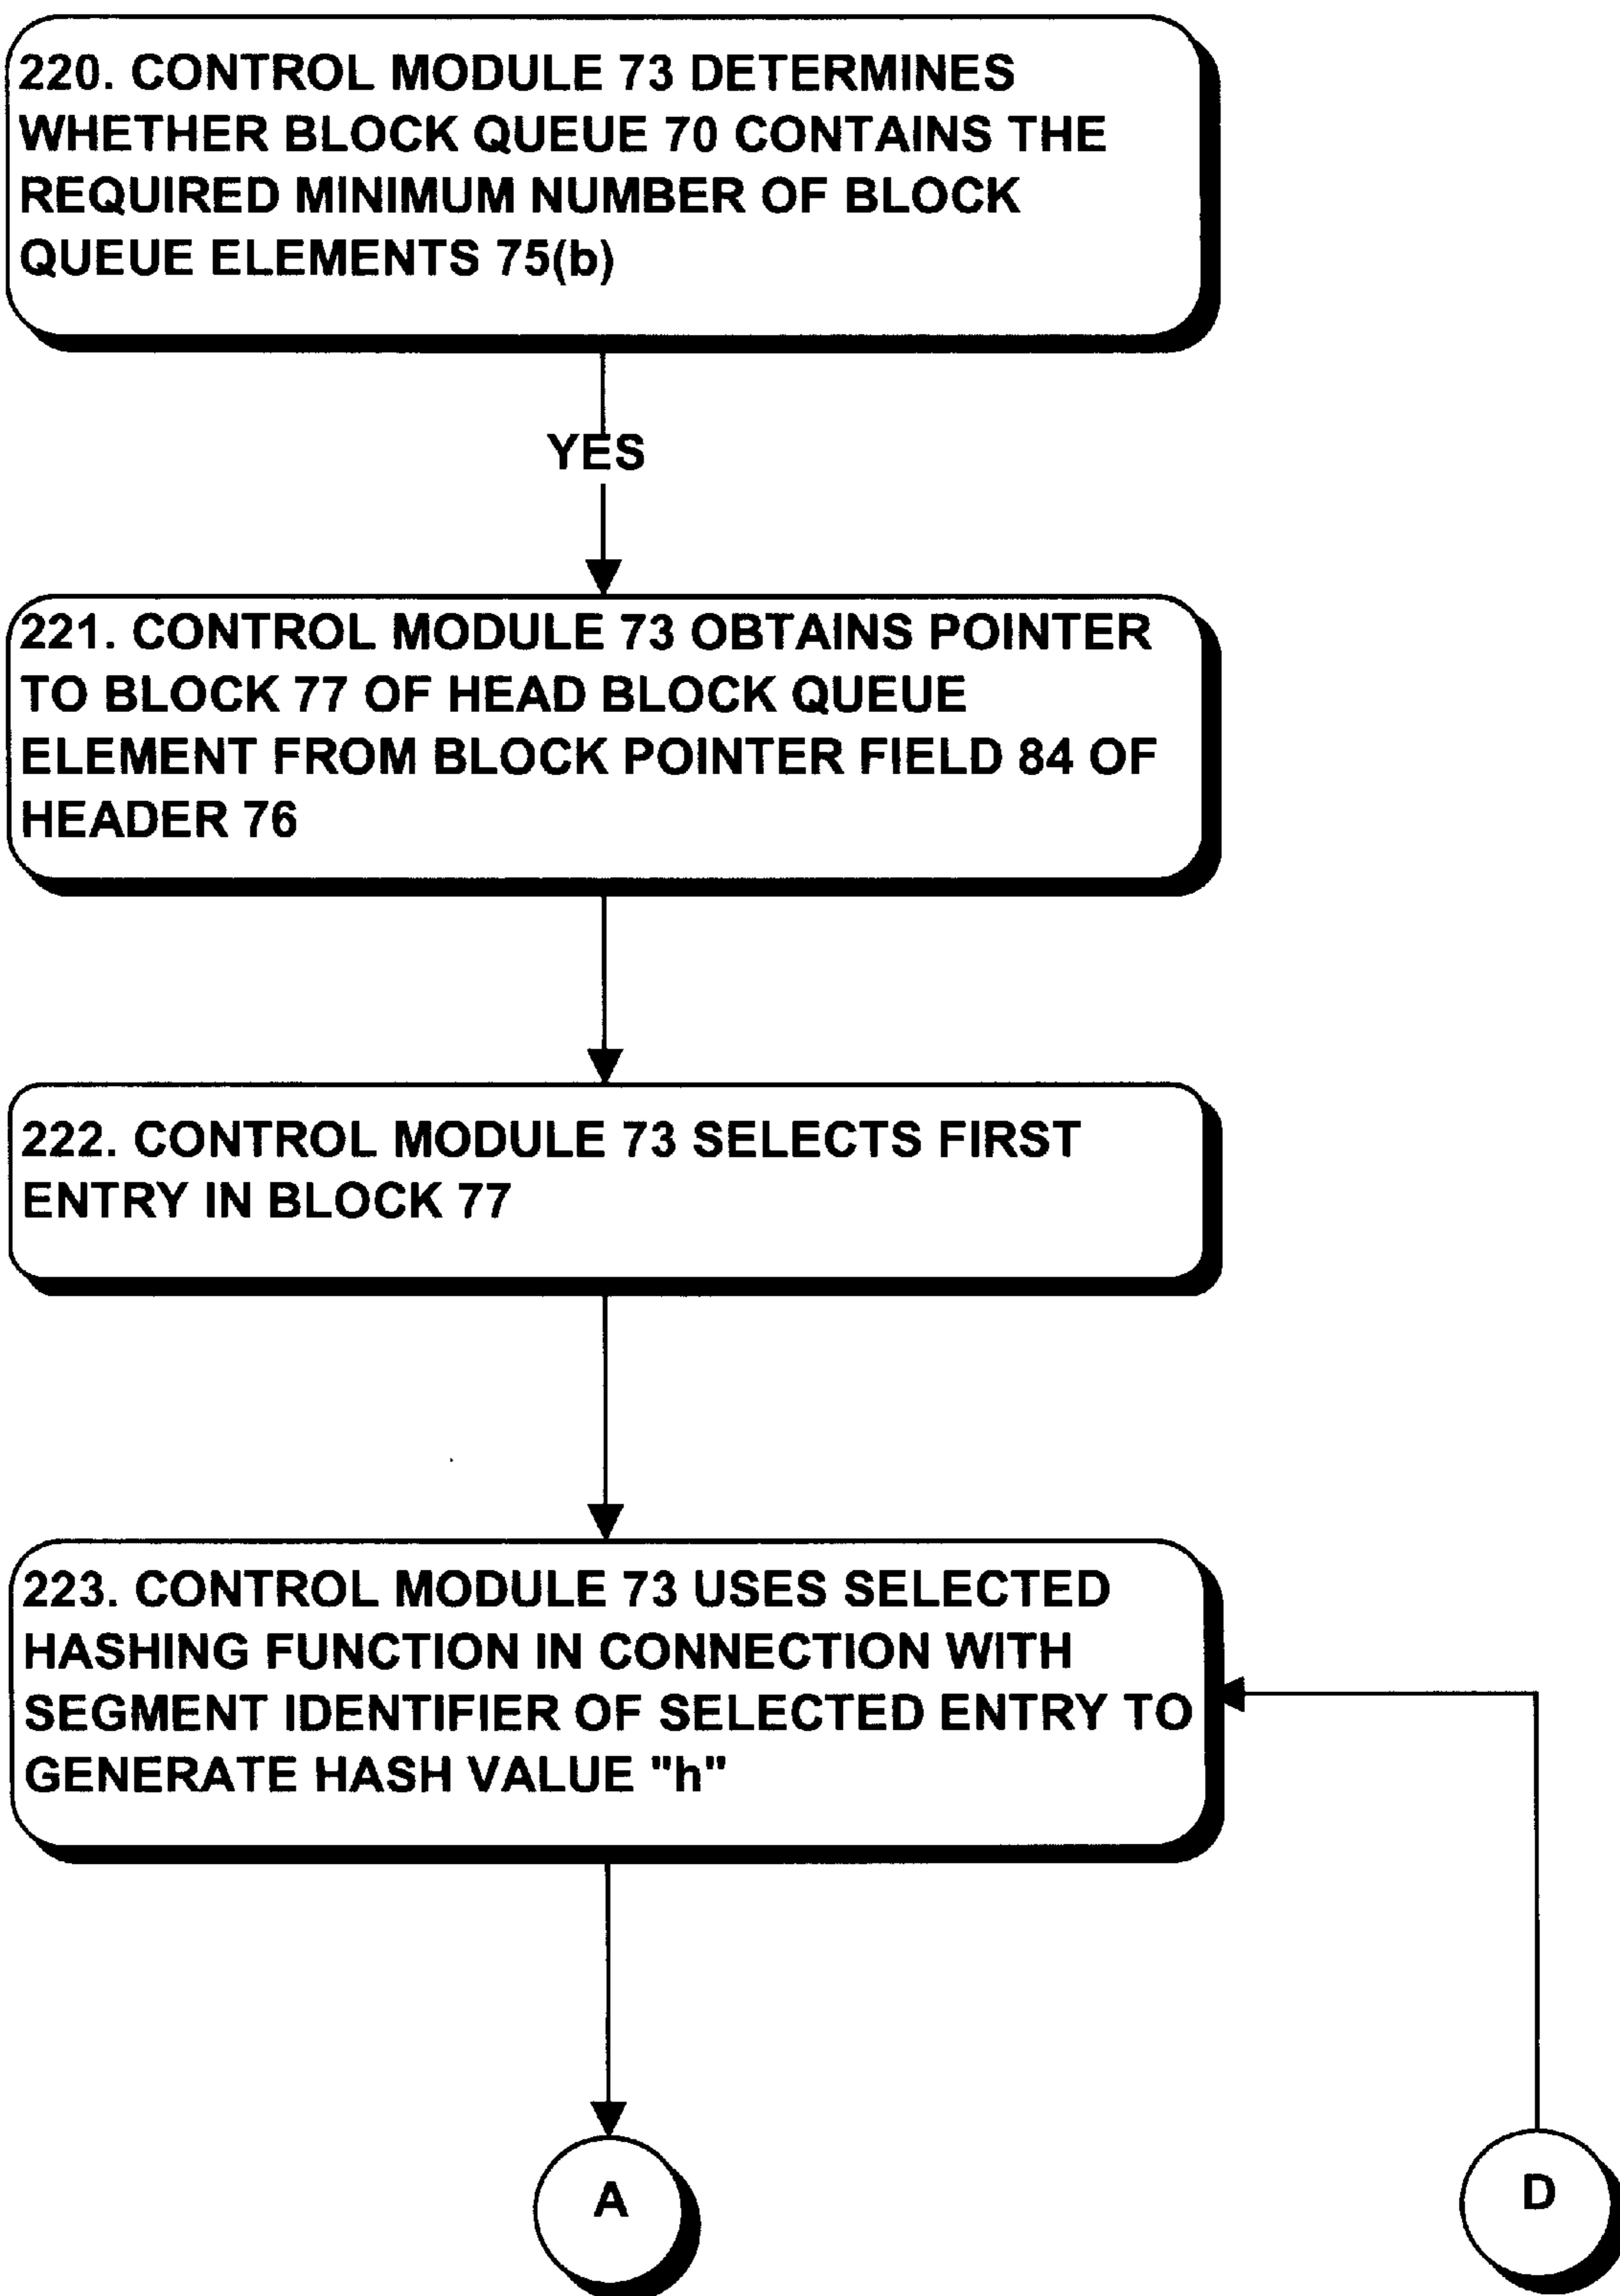 220. CONTROL MODULE 73 DETERMINES
WHETHER BLOCK QUEUE 70 CONTAINS THE
REQUIRED MINIMUM NUMBER OF BLOCK
QUEUE ELEMENTS 75(b)
YES
221. CONTROL MODULE 73 OBTAINS POINTER
TO BLOCK 77 OF HEAD BLOCK QUEUE
ELEMENT FROM BLOCK POINTER FIELD 84 OF
HEADER 76
222. CONTROL MODULE 73 SELECTS FIRST
ENTRY IN BLOCK 77
223. CONTROL MODULE 73 USES SELECTED
HASHING FUNCTION IN CONNECTION WITH
SEGMENT IDENTIFIER OF SELECTED ENTRY TO
GENERATE HASH VALUE "h"
A
D